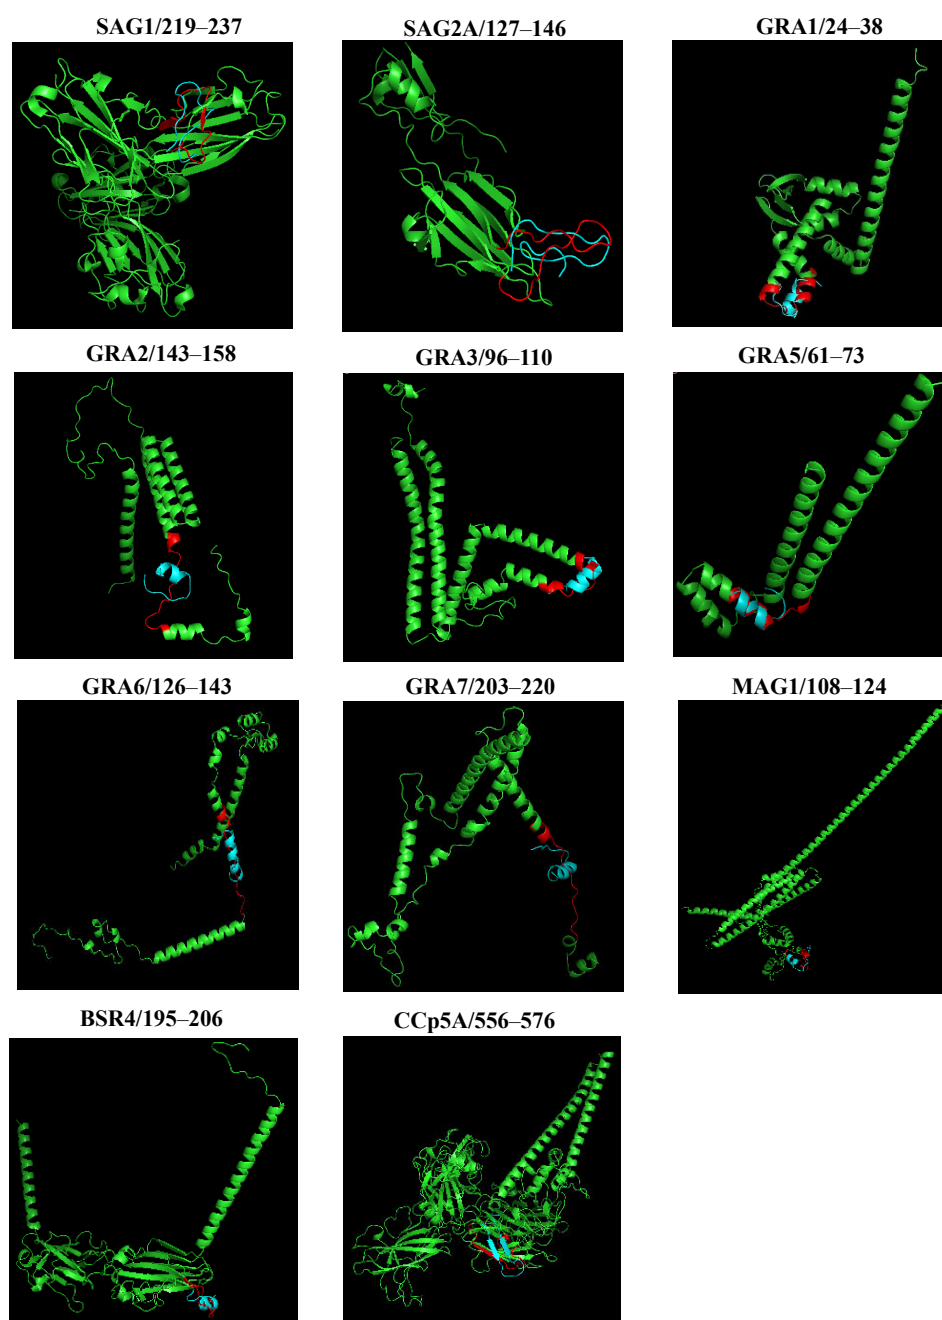 SAG1/219–237
SAG2A/127–146
GRA1/24–38
GRA2/143–158
GRA3/96–110
GRA5/61–73
GRA6/126–143
GRA7/203–220
MAG1/108–124
BSR4/195–206
CCp5A/556–576